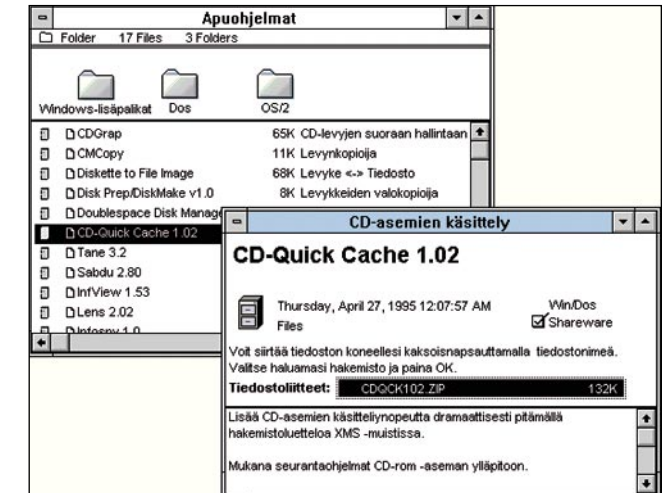 Apuohjelmat
Folder 17 Files 3 Folders
Windows-lisäpalikat Dos OS/2
CDGrap 65K CD-levyjen suoraan hallintaan
CMCopy 11K Levynkopioija
Diskette to File Image 68K Levyke <-> Tiedosto
Disk Prep/DiskMake v1.0 8K Levykkeiden valokopioija
Doublespace Disk Manage
CD-Quick Cache 1.02
Tane 3.2
Sabdu 2.80
InfView 1.53
Lens 2.02
Infospy 1.0
CD-asemien käsittely
CD-Quick Cache 1.02
Thursday, April 27, 1995 12:07:57 AM Win/Dos
Files Shareware
Voit siirtää tiedoston koneellesi kaksoisnapsauttamalla tiedostonimeä.
Valitse haluamasi hakemisto ja paina OK.
Tiedostoliitteet: CDQCK102.ZIP 132K
Lisää CD-asemien käsitteliynopeutta dramaattisesti pitämällä
hakemistoluetteloa XMS -muistissa.
Mukana seurantaohjelmat CD-rom -aseman ylläpitoon.